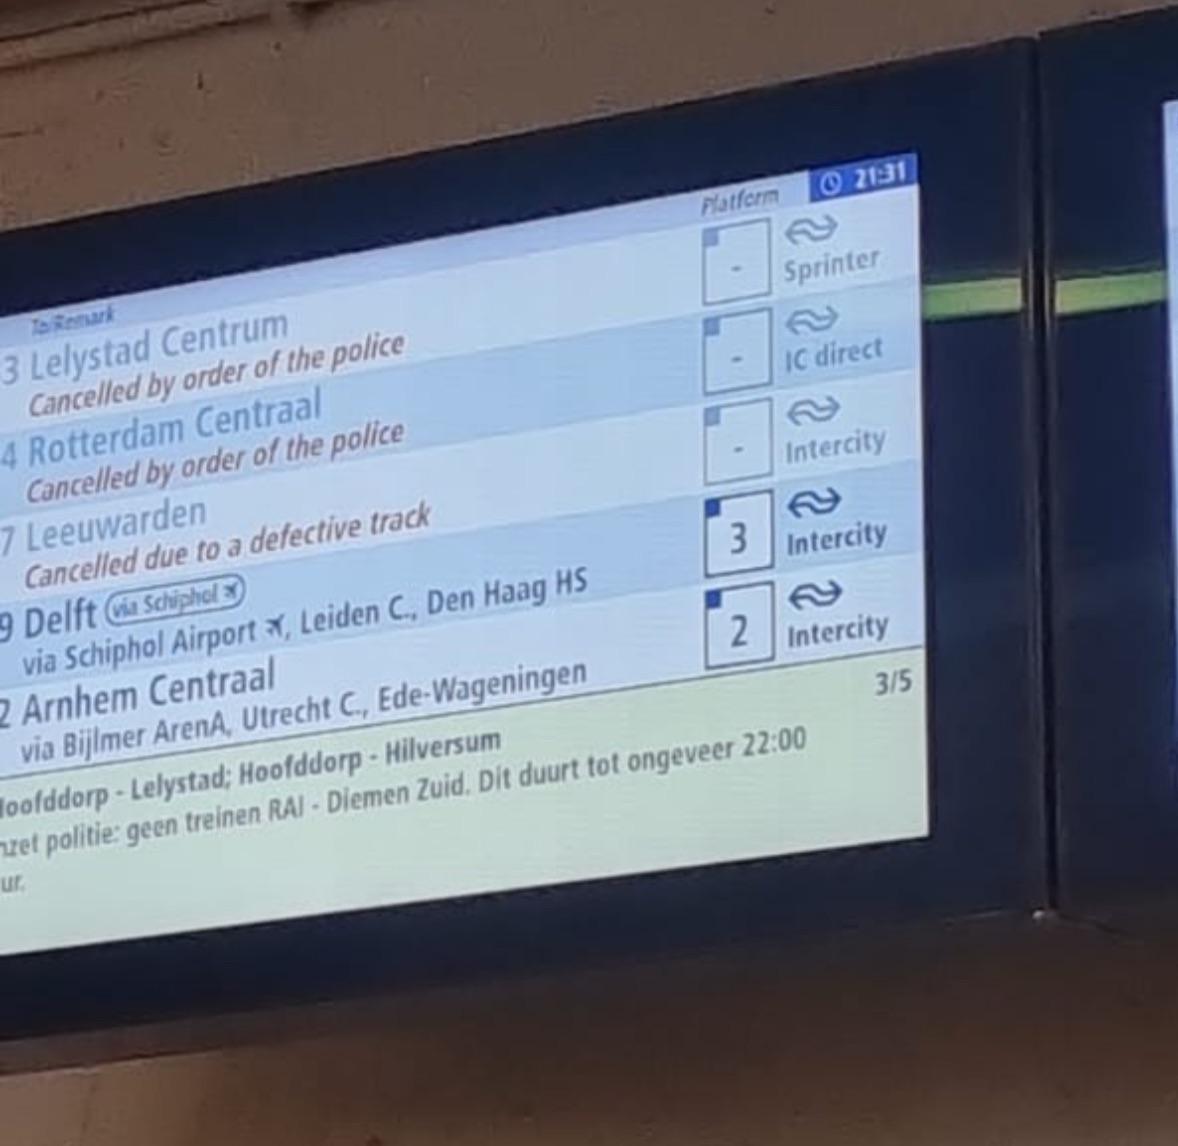 Platform
21:31
To/Remark
3 Lelystad Centrum - Sprinter
Cancelled by order of the police
4 Rotterdam Centraal - IC direct
Cancelled by order of the police
7 Leeuwarden - Intercity
Cancelled due to a defective track
9 Delft via Schiphol 3 Intercity
via Schiphol Airport, Leiden C., Den Haag HS
2 Arnhem Centraal 2 Intercity
via Bijlmer ArenA, Utrecht C., Ede-Wageningen
3/5
Hoofddorp - Lelystad; Hoofddorp - Hilversum
nzet politie: geen treinen RAI - Diemen Zuid. Dit duurt tot ongeveer 22:00
ur.